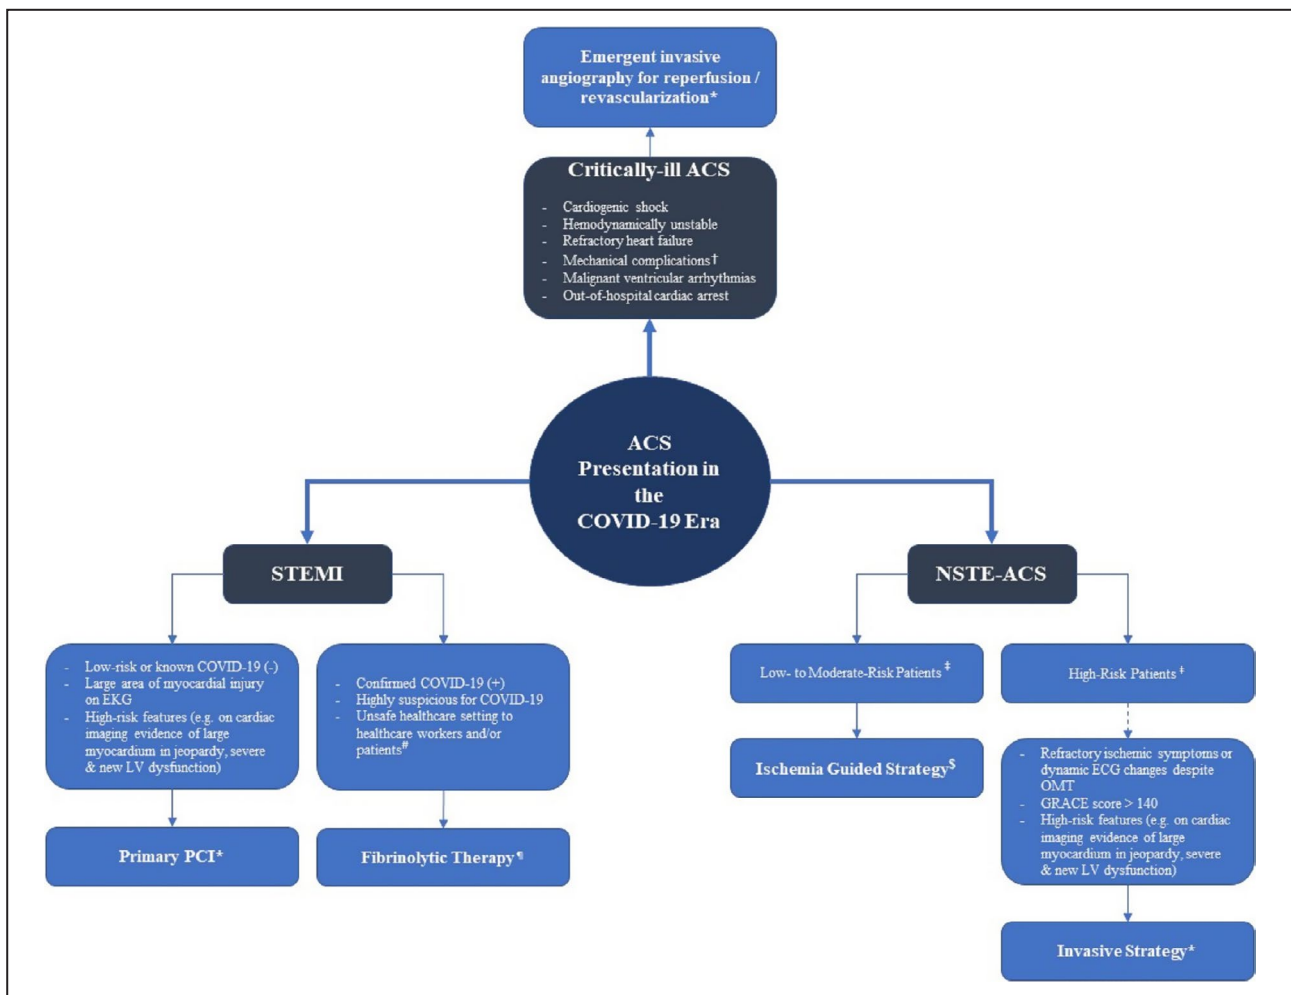 Emergent invasive
angiography for reperfusion /
revascularization*
Critically-ill ACS
- Cardiogenic shock
- Hemodynamically unstable
- Refractory heart failure
- Mechanical complications†
- Malignant ventricular arrhythmias
- Out-of-hospital cardiac arrest
ACS
Presentation in
the
COVID-19 Era
STEMI
- Low-risk or known COVID-19 (-)
- Large area of myocardial injury
on EKG
- High-risk features (e.g. on cardiac
imaging evidence of large
myocardium in jeopardy, severe
& new LV dysfunction)
Primary PCI*
- Confirmed COVID-19 (+)
- Highly suspicious for COVID-19
- Unsafe healthcare setting to
healthcare workers and/or
patients#
Fibrinolytic Therapy¶
NSTE-ACS
Low- to Moderate-Risk Patients‡
Ischemia Guided Strategy$
High-Risk Patients‡
- Refractory ischemic symptoms or
dynamic ECG changes despite
OMT
- GRACE score > 140
- High-risk features (e.g. on cardiac
imaging evidence of large
myocardium in jeopardy, severe
& new LV dysfunction)
Invasive Strategy*